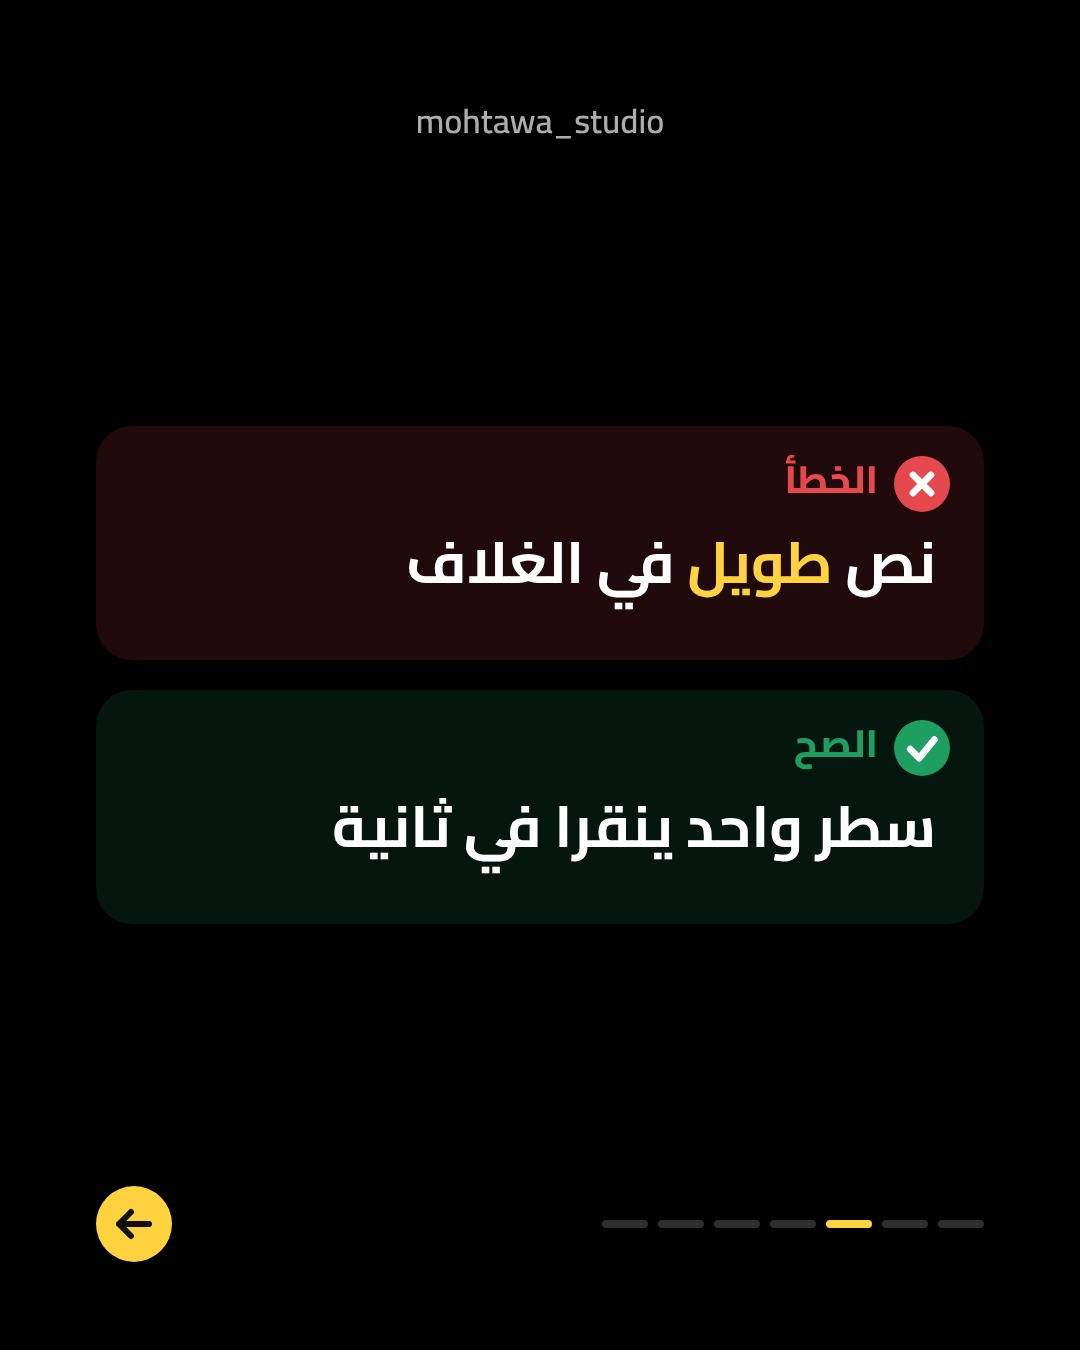 mohtawa_studio
الخطأ
نص طويل في الغلاف
الصح
سطر واحد ينقرا في ثانية